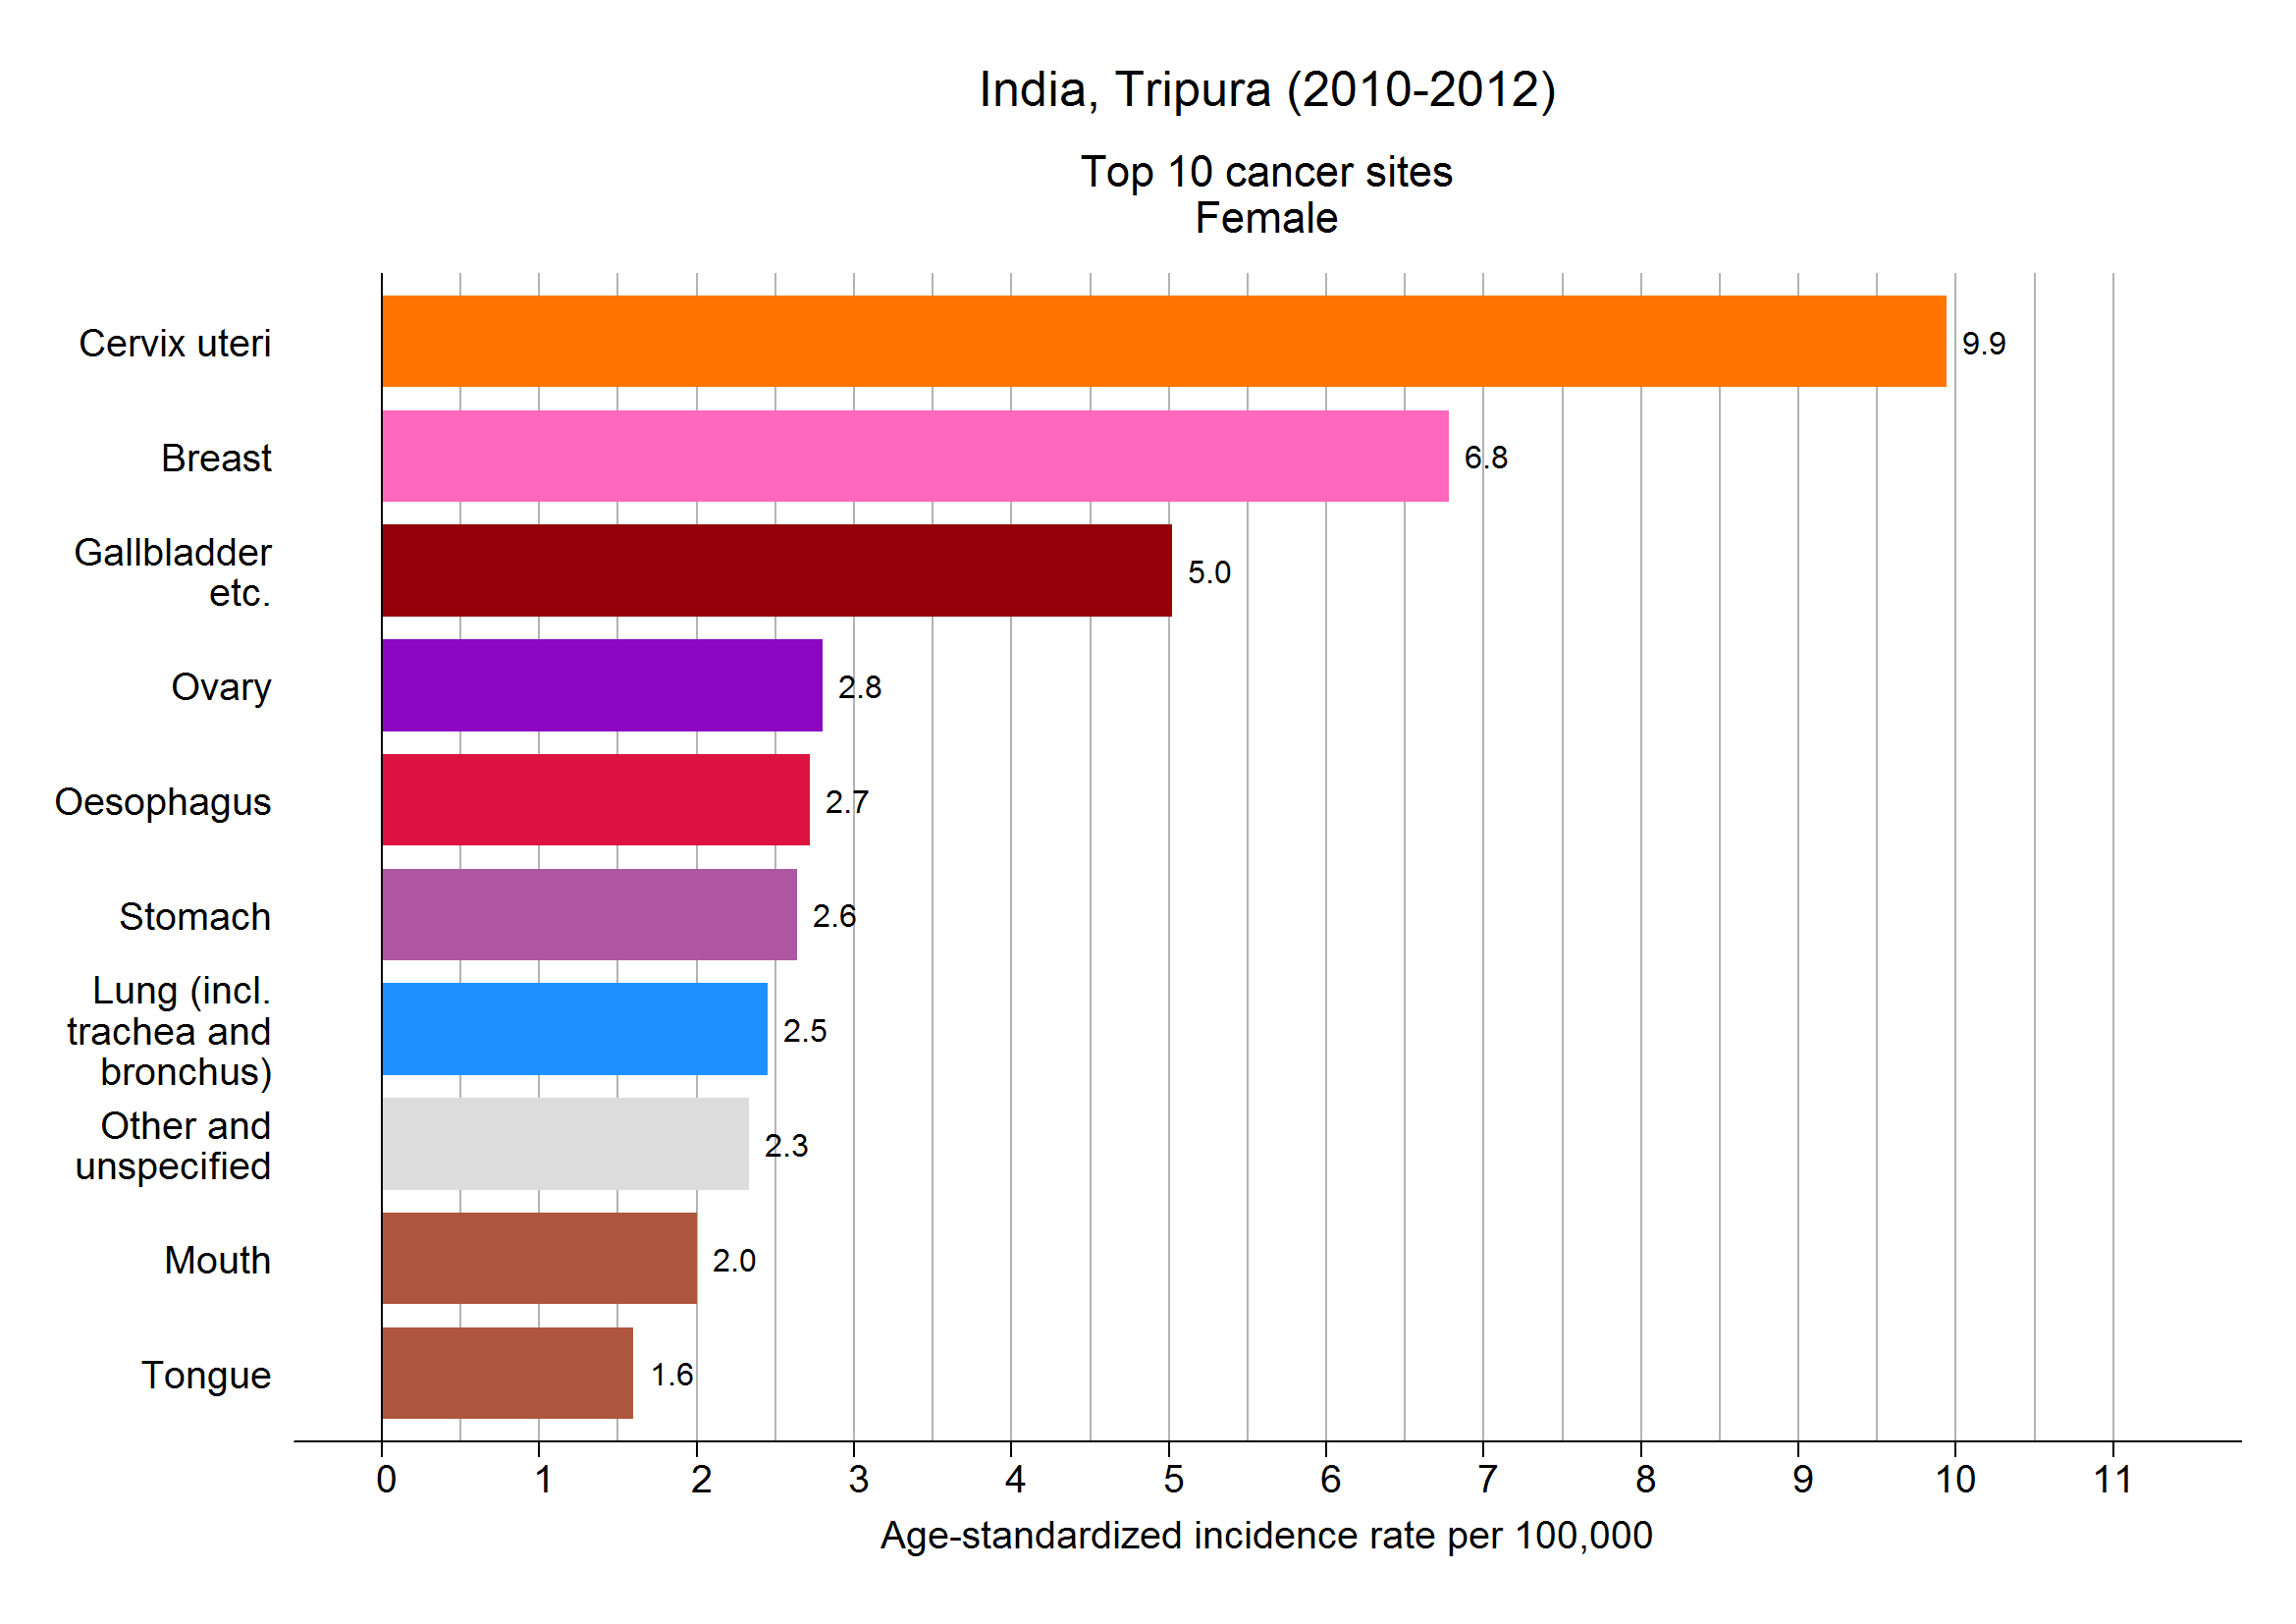 India, Tripura (2010-2012)
Top 10 cancer sites
Female
Cervix uteri
9.9
Breast
6.8
Gallbladder
etc.
5.0
Ovary
2.8
Oesophagus
2.7
Stomach
2.6
Lung (incl.
trachea and
bronchus)
2.5
Other and
unspecified
2.3
Mouth
2.0
Tongue
1.6
0 1 2 3 4 5 6 7 8 9 10 11
Age-standardized incidence rate per 100,000